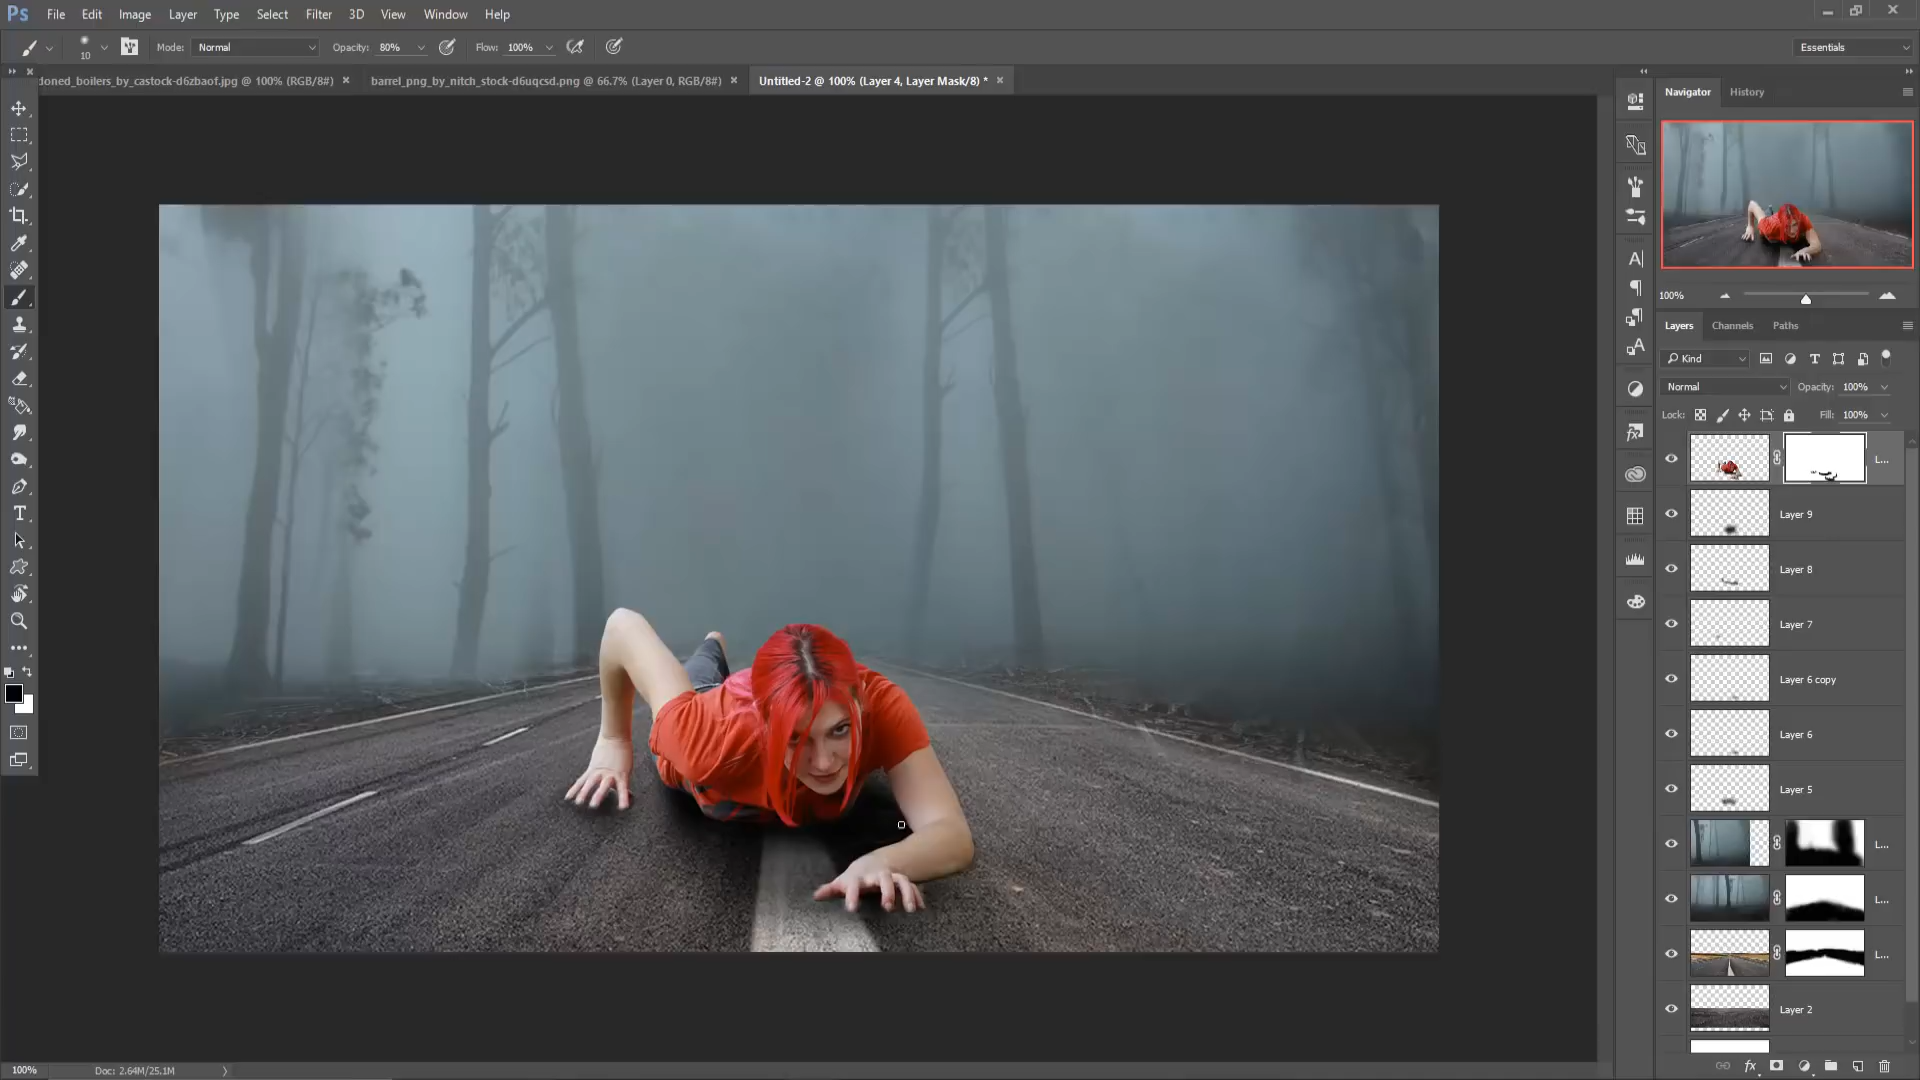 Ps File Edit Image Layer Type Select Filter 3D View Window Help
10 Mode: Normal Opacity: 80% Flow: 100% Essentials
doned_boilers_by_castock-d6zbaof.jpg @ 100% (RGB/8#) × barrel_png_by_nitch_stock-d6uqcsd.png @ 66.7% (Layer 0, RGB/8#) × Untitled-2 @ 100% (Layer 4, Layer Mask/8) * ×
Navigator History
100%
Layers Channels Paths
Kind
Normal Opacity: 100%
Lock: Fill: 100%
L...
Layer 9
Layer 8
Layer 7
Layer 6 copy
Layer 6
Layer 5
L...
L...
L...
Layer 2
100% Doc: 2.64M/25.1M